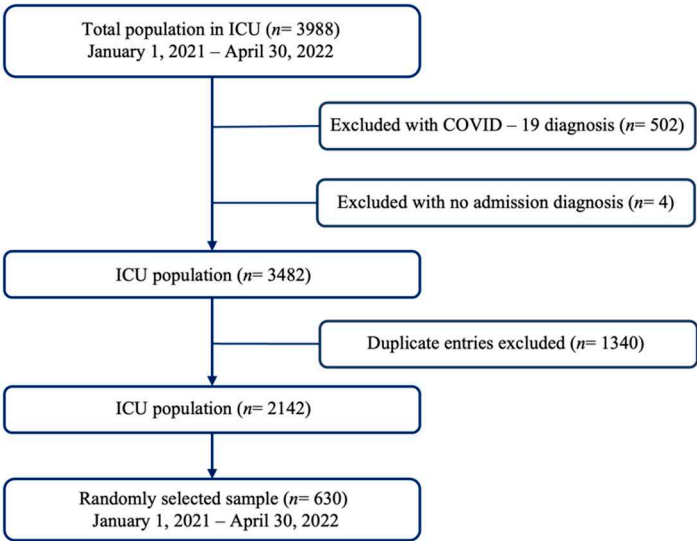 Total population in ICU (n= 3988)
January 1, 2021 – April 30, 2022
Excluded with COVID – 19 diagnosis (n= 502)
Excluded with no admission diagnosis (n= 4)
ICU population (n= 3482)
Duplicate entries excluded (n= 1340)
ICU population (n= 2142)
Randomly selected sample (n= 630)
January 1, 2021 – April 30, 2022